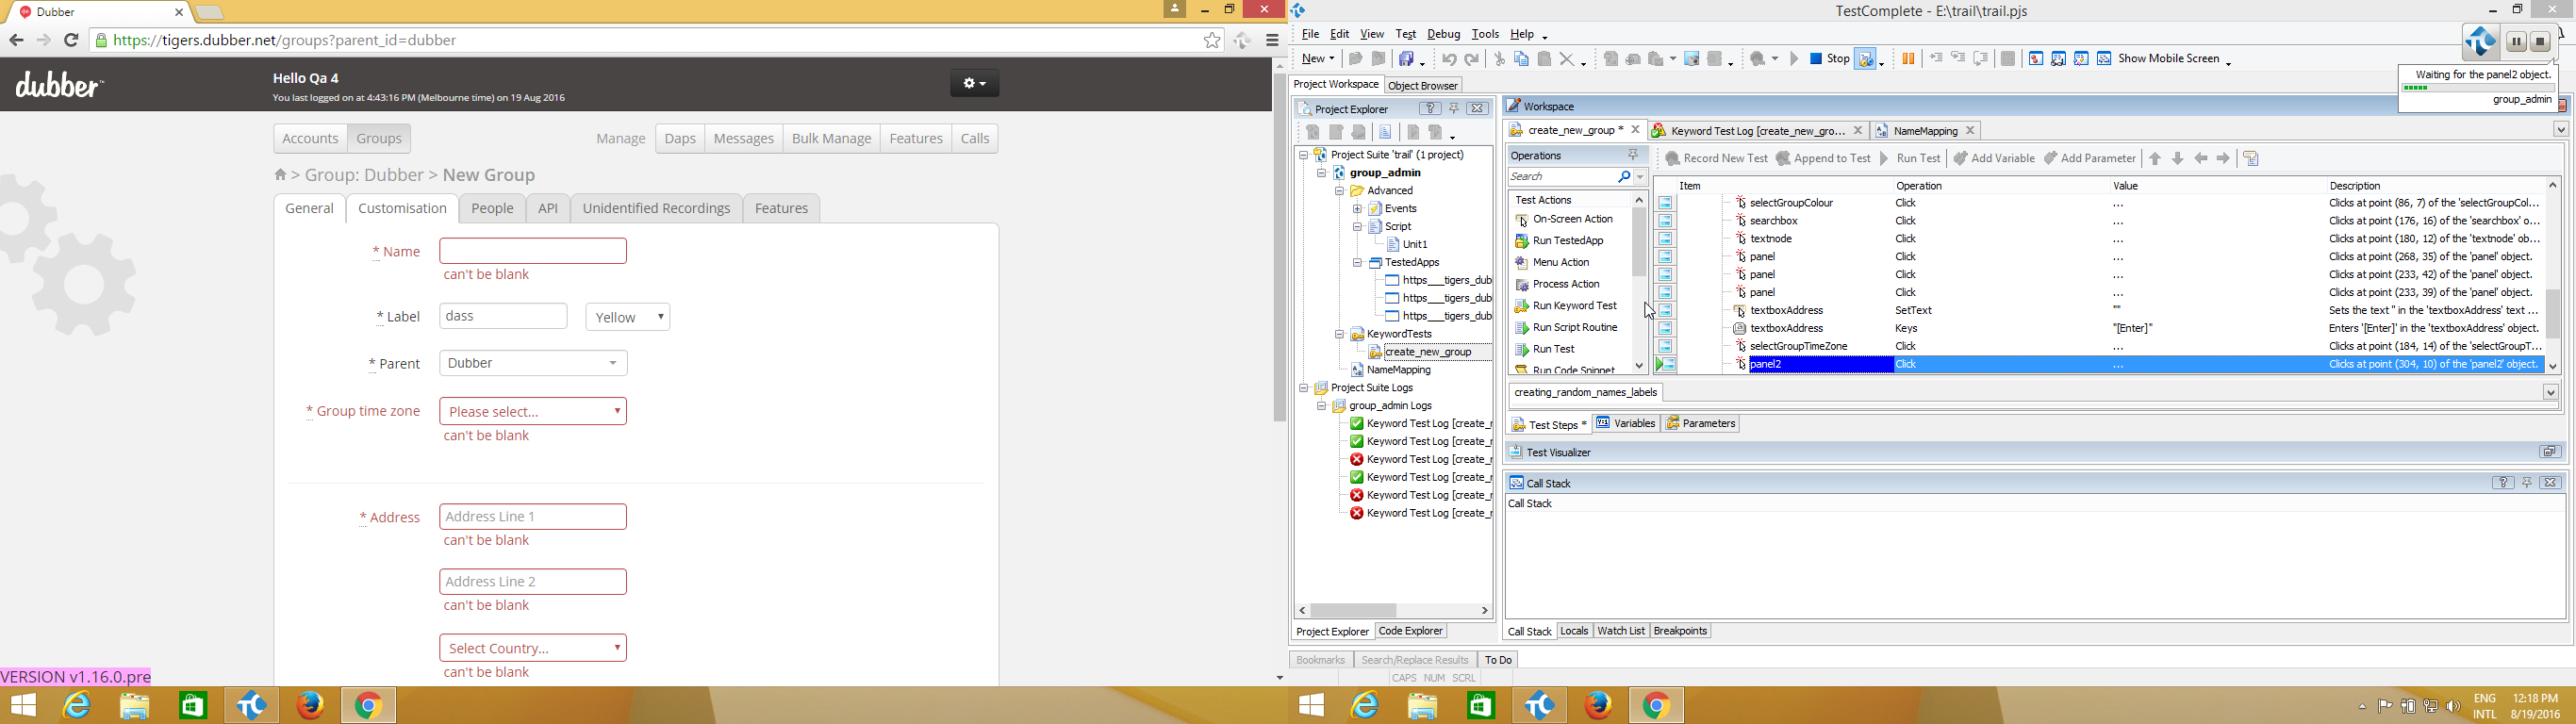 Dubber
https://tigers.dubber.net/groups?parent_id=dubber
dubber™
Hello Qa 4
You last logged on at 4:43:16 PM (Melbourne time) on 19 Aug 2016
Accounts Groups Manage Daps Messages Bulk Manage Features Calls
> Group: Dubber > New Group
General Customisation People API Unidentified Recordings Features
* Name
can't be blank
* Label dass Yellow
* Parent Dubber
* Group time zone Please select...
can't be blank
* Address Address Line 1
can't be blank
Address Line 2
can't be blank
Select Country...
can't be blank
VERSION v1.16.0.pre
TestComplete - E:\trail\trail.pjs
File Edit View Test Debug Tools Help
New Stop Show Mobile Screen
Waiting for the panel2 object.
group_admin
Project Workspace Object Browser
Project Explorer
Project Suite 'trail' (1 project)
group_admin
Advanced
Events
Script
Unit1
TestedApps
https___tigers_dub
https___tigers_dub
https___tigers_dub
KeywordTests
create_new_group
NameMapping
Project Suite Logs
group_admin Logs
Keyword Test Log [create_r
Keyword Test Log [create_r
Keyword Test Log [create_r
Keyword Test Log [create_r
Keyword Test Log [create_r
Keyword Test Log [create_r
Project Explorer Code Explorer
Workspace
create_new_group * Keyword Test Log [create_new_gro... NameMapping
Operations
Search
Test Actions
On-Screen Action
Run TestedApp
Menu Action
Process Action
Run Keyword Test
Run Script Routine
Run Test
Run Code Snippet
Record New Test Append to Test Run Test Add Variable Add Parameter
Item Operation Value Description
selectGroupColour Click ... Clicks at point (86, 7) of the 'selectGroupCol...
searchbox Click ... Clicks at point (176, 16) of the 'searchbox' o...
textnode Click ... Clicks at point (180, 12) of the 'textnode' ob...
panel Click ... Clicks at point (268, 35) of the 'panel' object.
panel Click ... Clicks at point (233, 42) of the 'panel' object.
panel Click ... Clicks at point (233, 39) of the 'panel' object.
textboxAddress SetText "" Sets the text '' in the 'textboxAddress' text ...
textboxAddress Keys "[Enter]" Enters '[Enter]' in the 'textboxAddress' object.
selectGroupTimeZone Click ... Clicks at point (184, 14) of the 'selectGroupT...
panel2 Click ... Clicks at point (304, 10) of the 'panel2' object.
creating_random_names_labels
Test Steps * Variables Parameters
Test Visualizer
Call Stack
Call Stack
Call Stack Locals Watch List Breakpoints
Bookmarks Search/Replace Results To Do
CAPS NUM SCRL
ENG
INTL
12:18 PM
8/19/2016